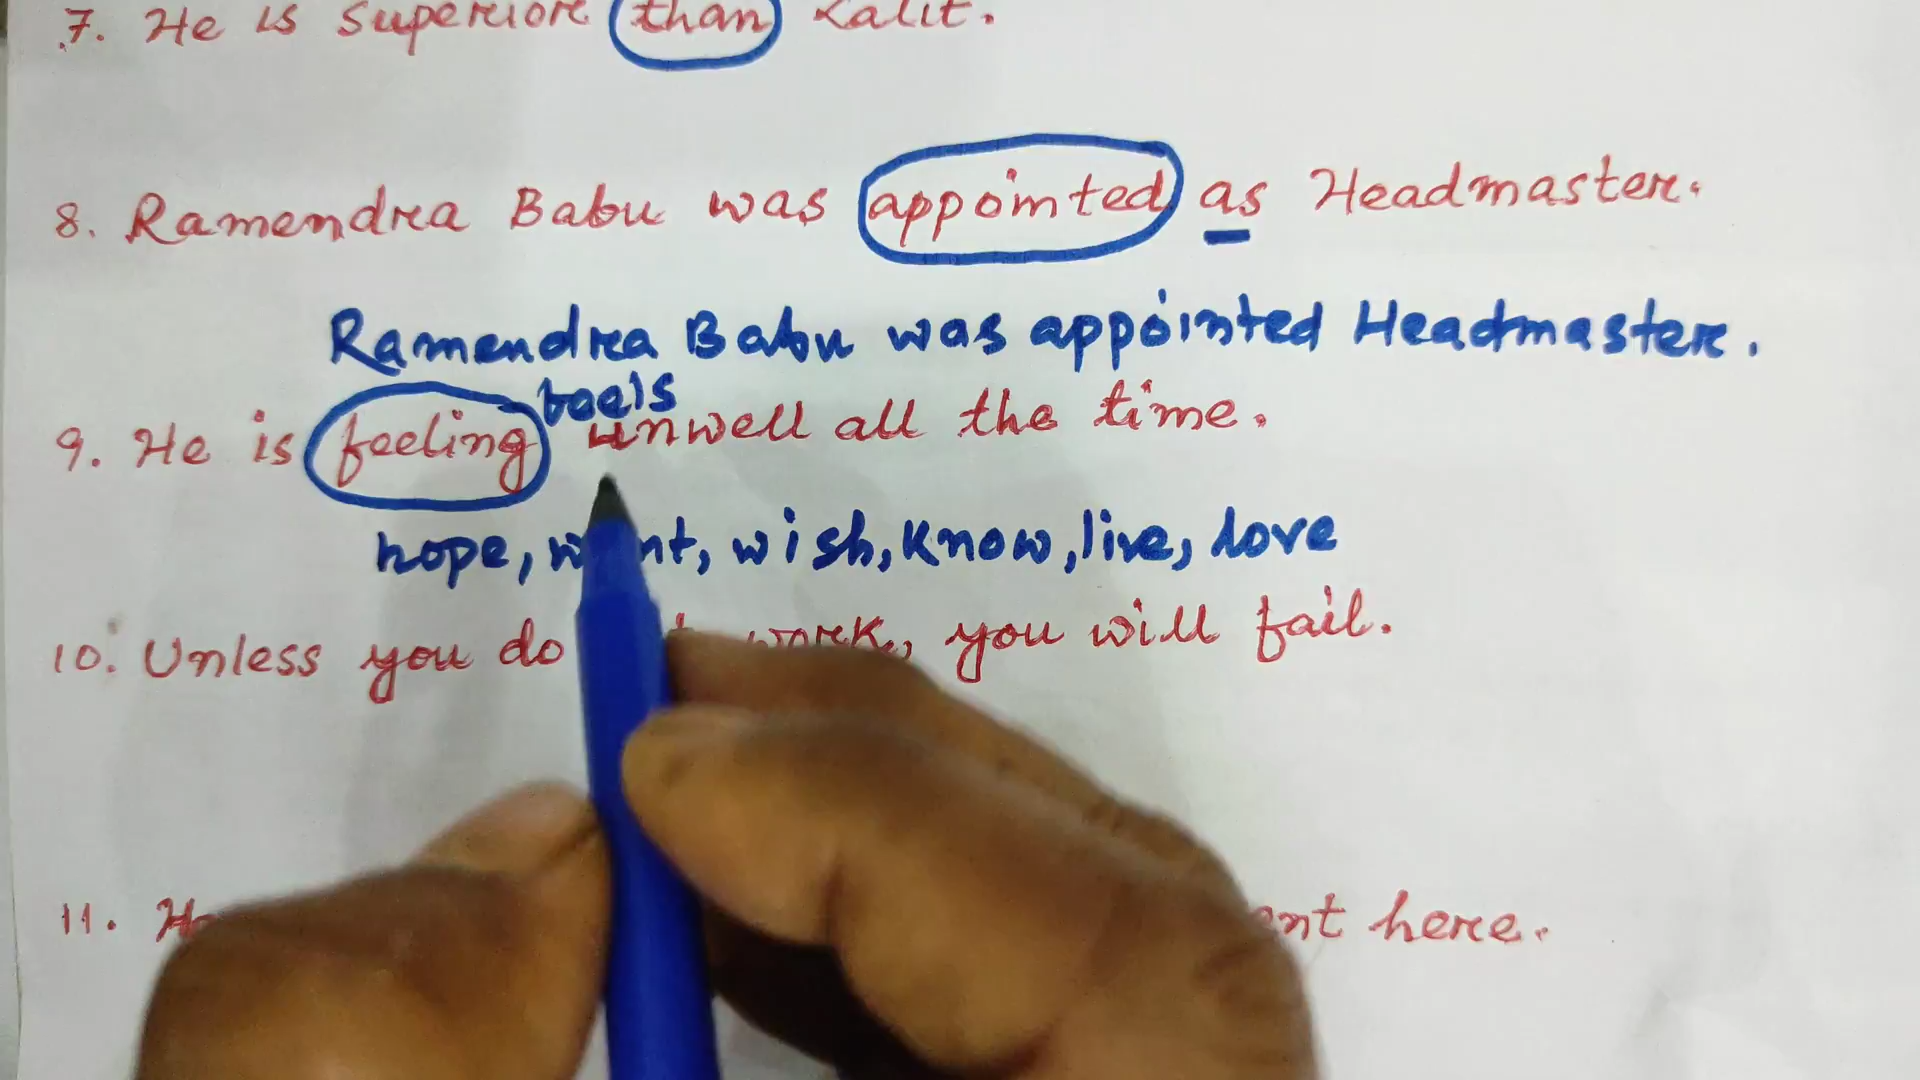 7. He is superior than Lalit.
8. Ramendra Babu was appointed as Headmaster.
Ramendra Babu was appointed Headmaster.
feels
9. He is feeling unwell all the time.
hope, want, wish, know, live, love
10. Unless you do work, you will fail.
11. here.